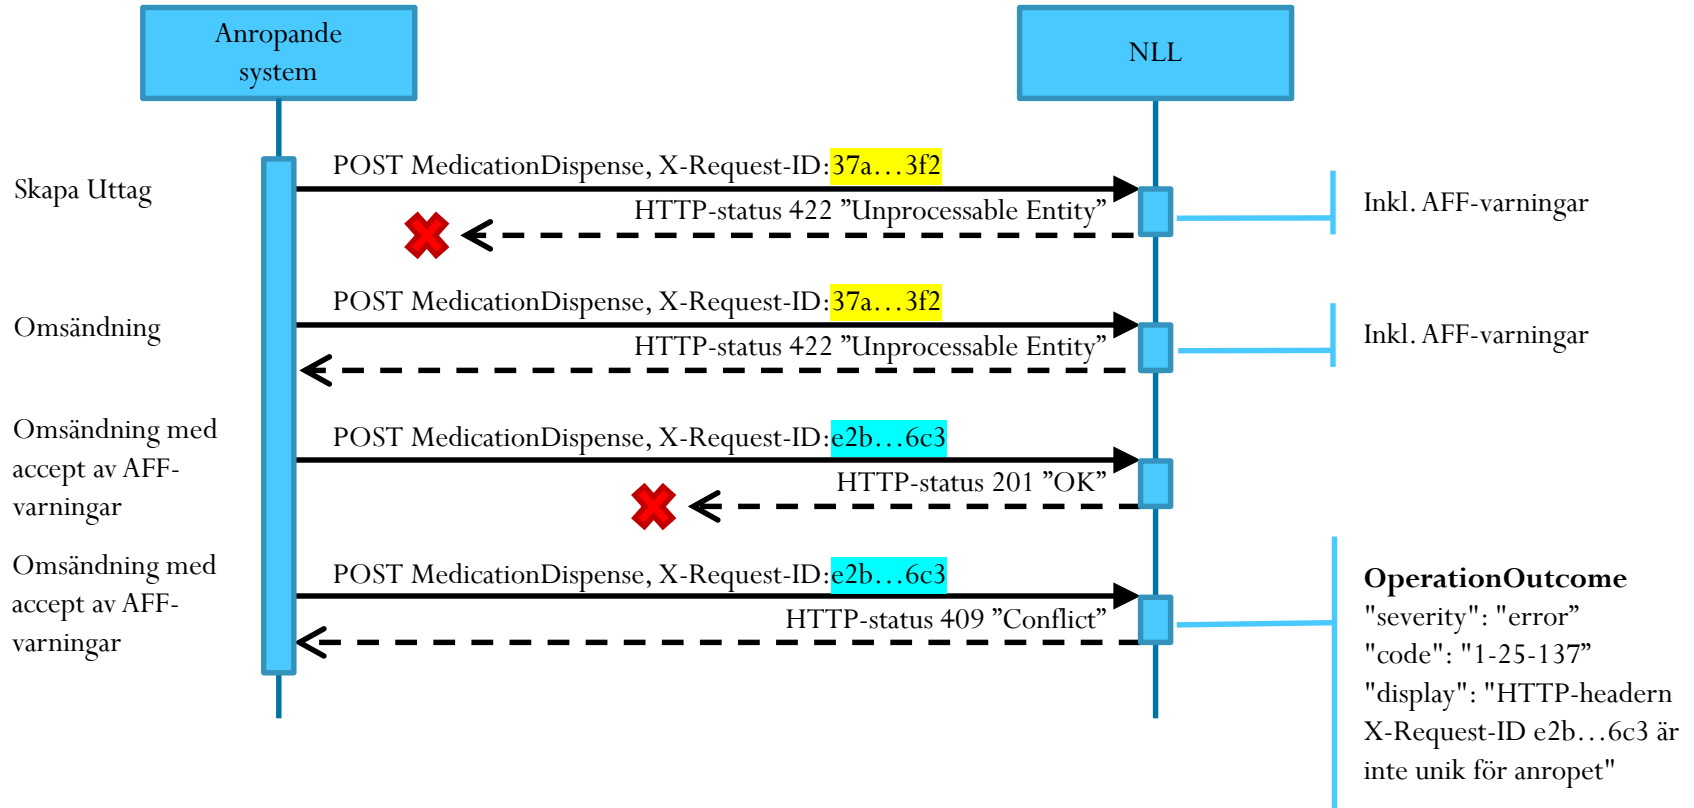 Anropande
system
NLL
Skapa Uttag
POST MedicationDispense, X-Request-ID:37a…3f2
HTTP-status 422 ”Unprocessable Entity”
Inkl. AFF-varningar
Omsändning
POST MedicationDispense, X-Request-ID:37a…3f2
HTTP-status 422 ”Unprocessable Entity”
Inkl. AFF-varningar
Omsändning med
accept av AFF-
varningar
POST MedicationDispense, X-Request-ID:e2b…6c3
HTTP-status 201 ”OK”
Omsändning med
accept av AFF-
varningar
POST MedicationDispense, X-Request-ID:e2b…6c3
HTTP-status 409 ”Conflict”
OperationOutcome
"severity": "error”
"code": "1-25-137”
"display": "HTTP-headern
X-Request-ID e2b…6c3 är
inte unik för anropet"